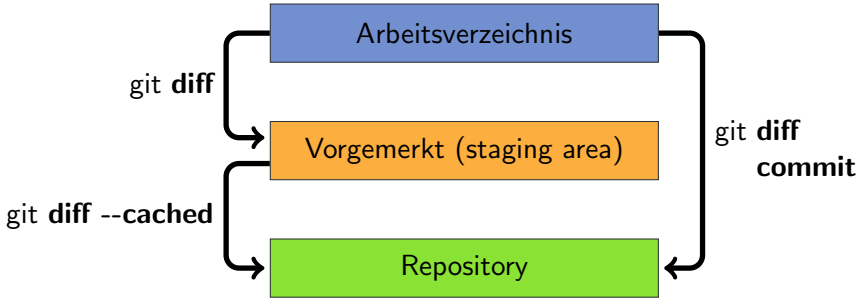 Arbeitsverzeichnis
git diff
Vorgemerkt (staging area)
git diff
commit
git diff --cached
Repository